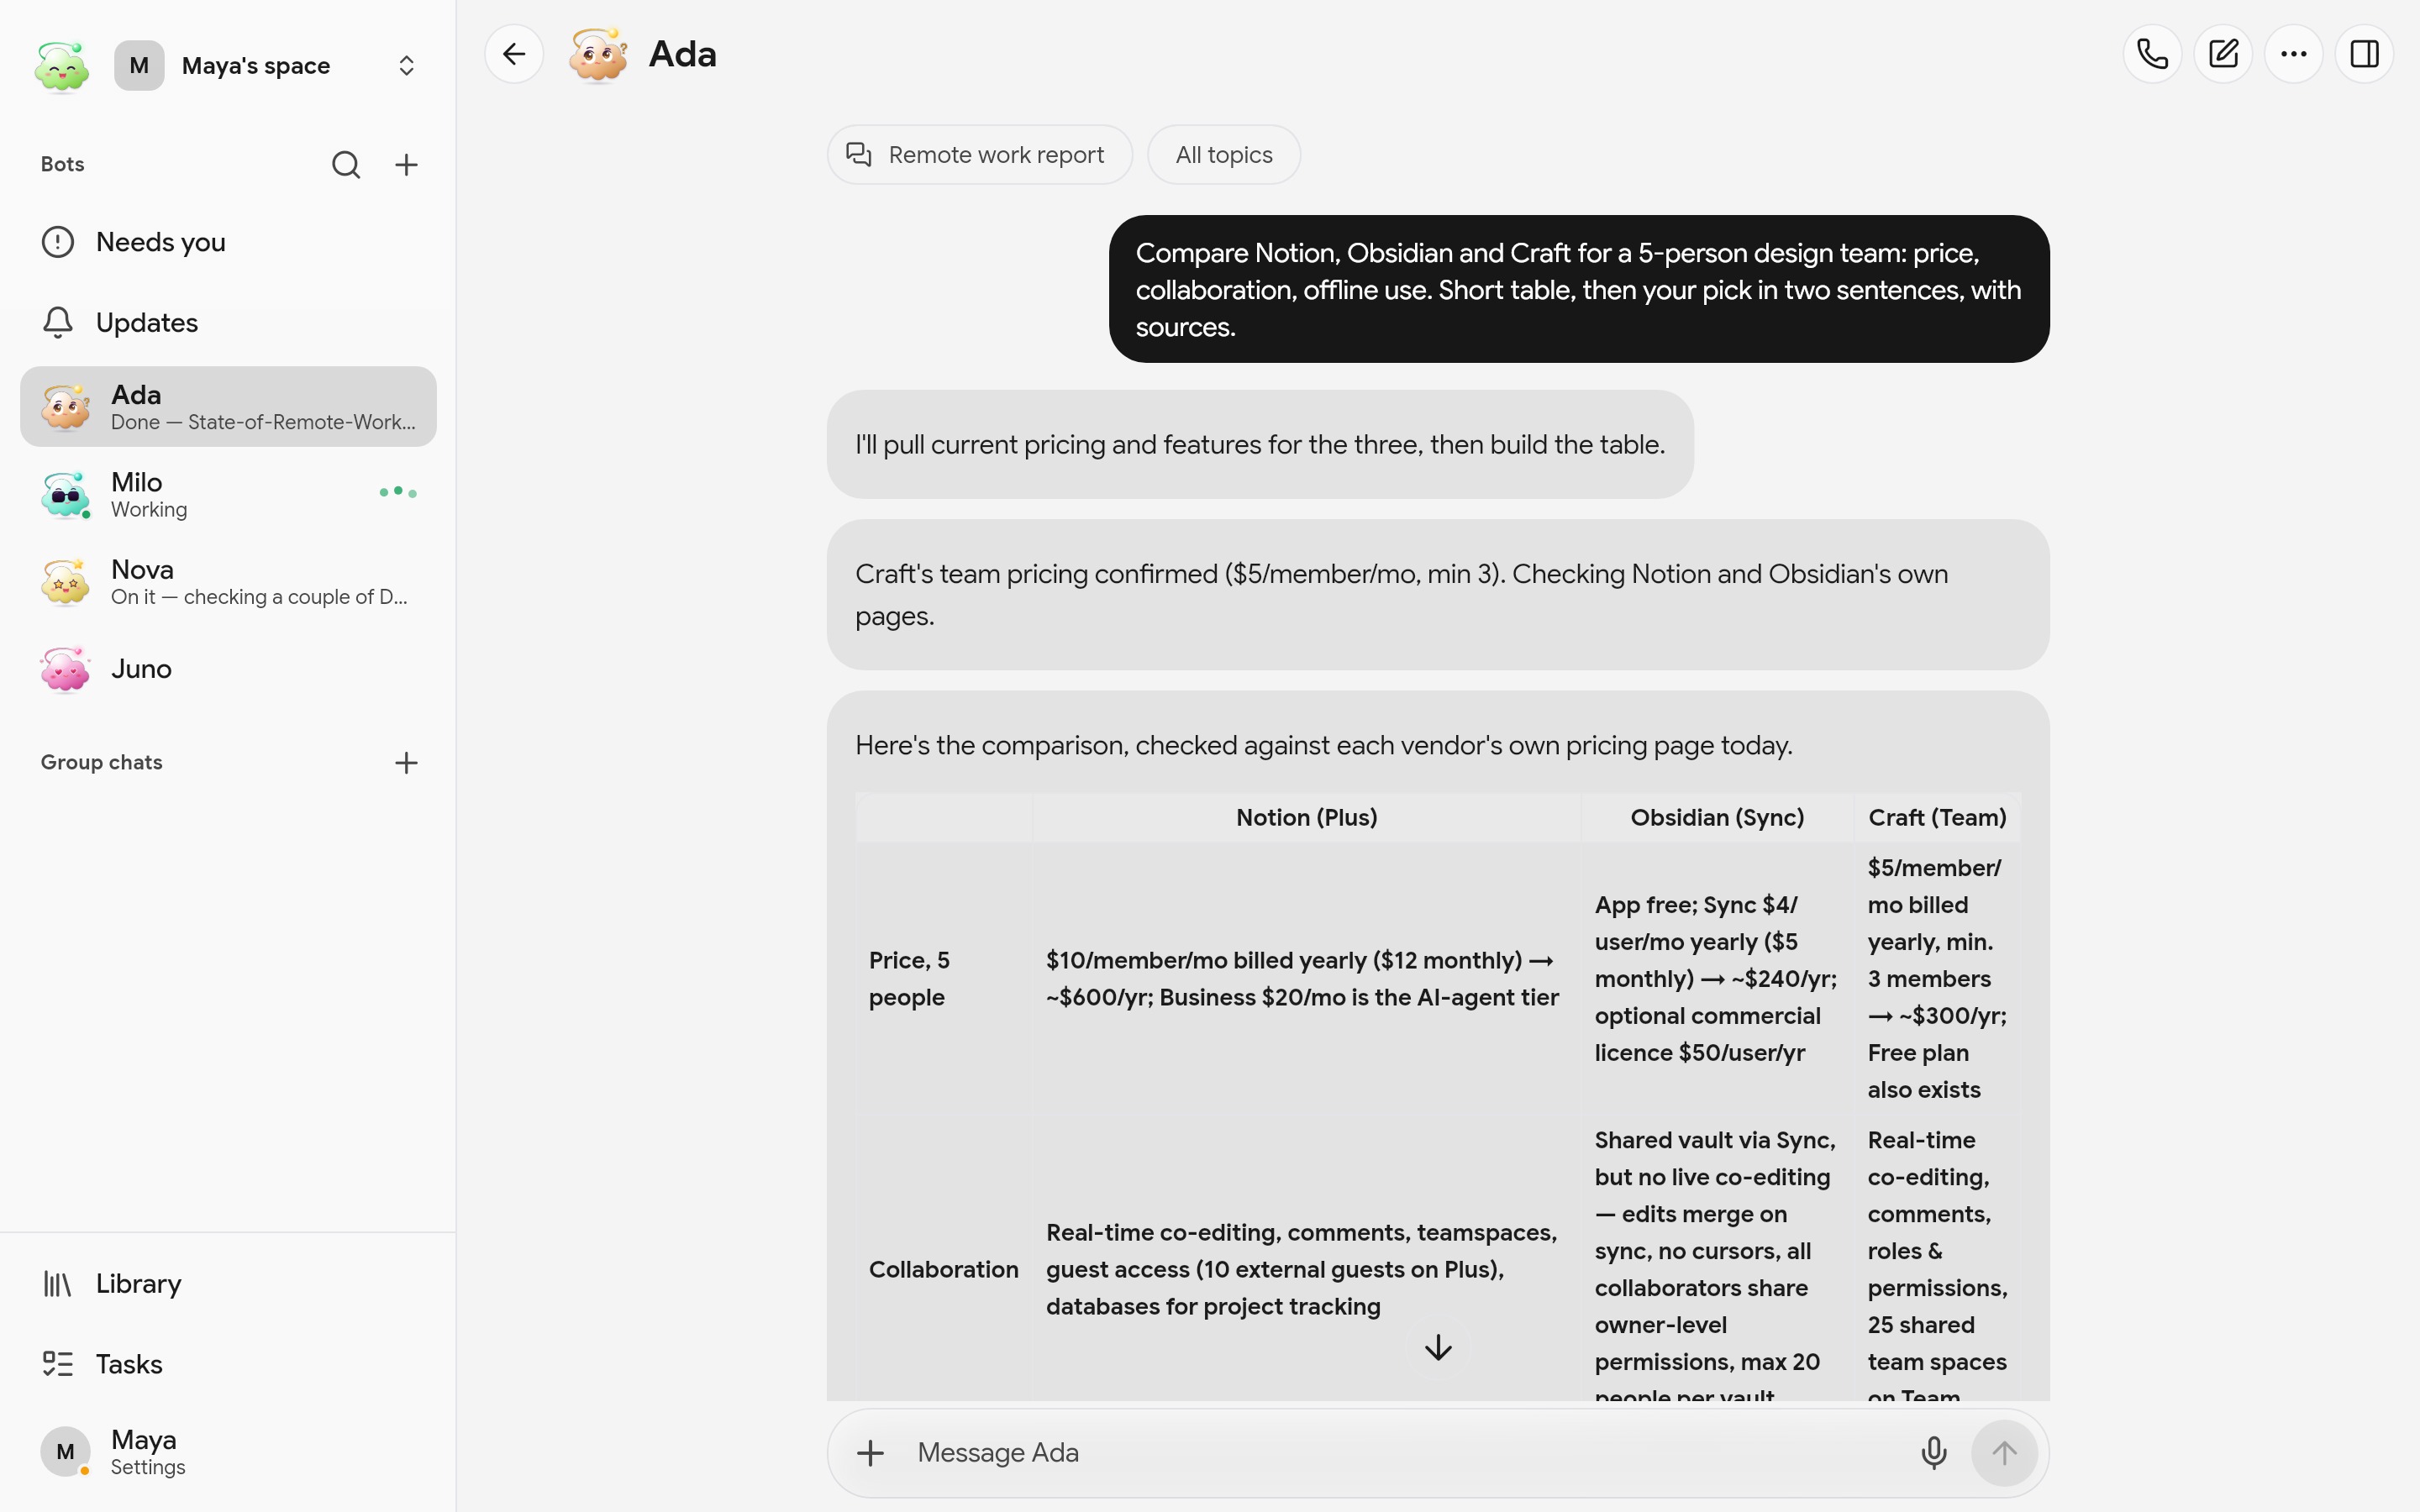 M
Maya's space
Bots
Needs you
Updates
Ada
Done — State-of-Remote-Work...
Milo
Working
Nova
On it — checking a couple of D...
Juno
Group chats
Library
Tasks
M
Maya
Settings
Ada
Remote work report
All topics
Compare Notion, Obsidian and Craft for a 5-person design team: price,
collaboration, offline use. Short table, then your pick in two sentences, with
sources.
I'll pull current pricing and features for the three, then build the table.
Craft's team pricing confirmed ($5/member/mo, min 3). Checking Notion and Obsidian's own
pages.
Here's the comparison, checked against each vendor's own pricing page today.
Notion (Plus)
Obsidian (Sync)
Craft (Team)
Price, 5
people
$10/member/mo billed yearly ($12 monthly) →
~$600/yr; Business $20/mo is the AI-agent tier
App free; Sync $4/
user/mo yearly ($5
monthly) → ~$240/yr;
optional commercial
licence $50/user/yr
$5/member/
mo billed
yearly, min.
3 members
→ ~$300/yr;
Free plan
also exists
Collaboration
Real-time co-editing, comments, teamspaces,
guest access (10 external guests on Plus),
databases for project tracking
Shared vault via Sync,
but no live co-editing
— edits merge on
sync, no cursors, all
collaborators share
owner-level
permissions, max 20
people per vault
Real-time
co-editing,
comments,
roles &
permissions,
25 shared
team spaces
on Team
Message Ada